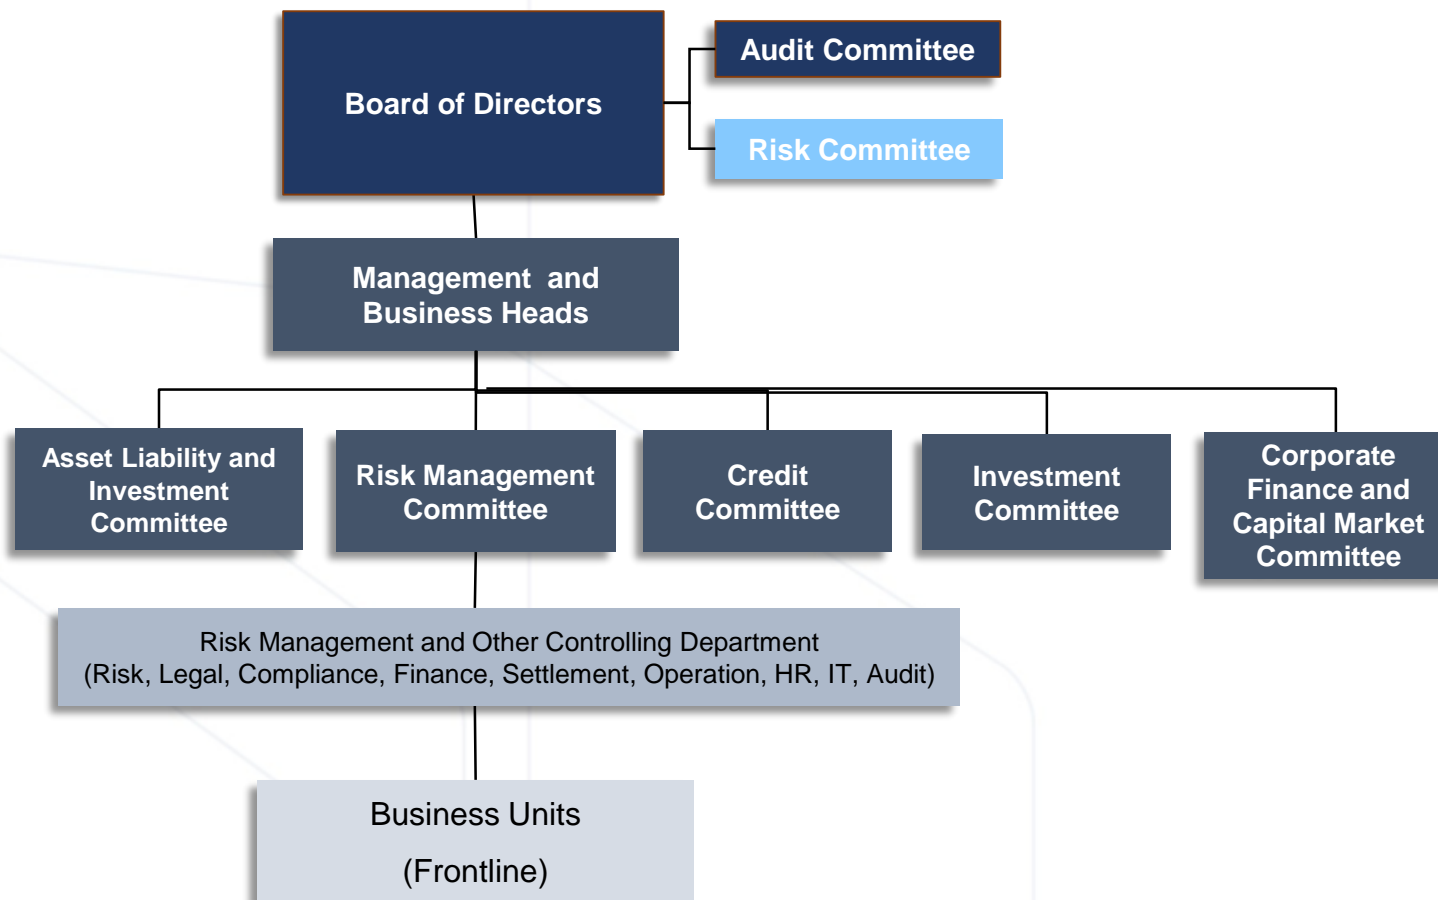 Board of Directors
Audit Committee
Risk Committee
Management and
Business Heads
Asset Liability and
Investment
Committee
Risk Management
Committee
Credit
Committee
Investment
Committee
Corporate
Finance and
Capital Market
Committee
Risk Management and Other Controlling Department
(Risk, Legal, Compliance, Finance, Settlement, Operation, HR, IT, Audit)
Business Units
(Frontline)